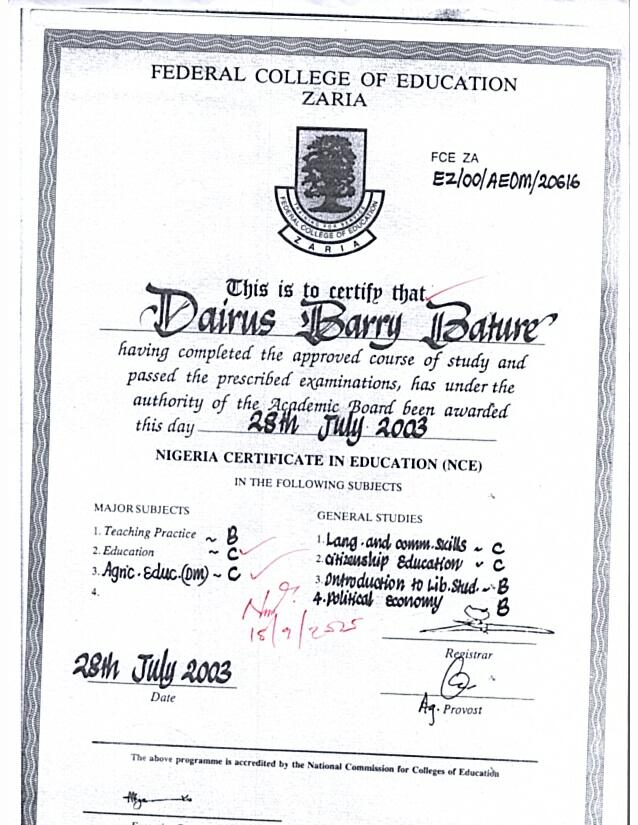 FEDERAL COLLEGE OF EDUCATION
ZARIA
FCE ZA
EZ/00/AEDM/20616
FEDERAL COLLEGE OF EDUCATION
ZARIA
This is to certify that
Dairus Barry Bature
having completed the approved course of study and
passed the prescribed examinations, has under the
authority of the Academic Board been awarded
this day 28th July 2003
NIGERIA CERTIFICATE IN EDUCATION (NCE)
IN THE FOLLOWING SUBJECTS
MAJOR SUBJECTS
1. Teaching Practice ~ B
2. Education ~ C
3. Agric. Educ. (DM) ~ C
4.
GENERAL STUDIES
1. Lang. and comm. skills ~ C
2. citizenship Education ~ C
3. Introduction to Lib. Stud. ~ B
4. political economy B
15/9/2025
Registrar
28th July 2003
Date
Ag. Provost
The above programme is accredited by the National Commission for Colleges of Education